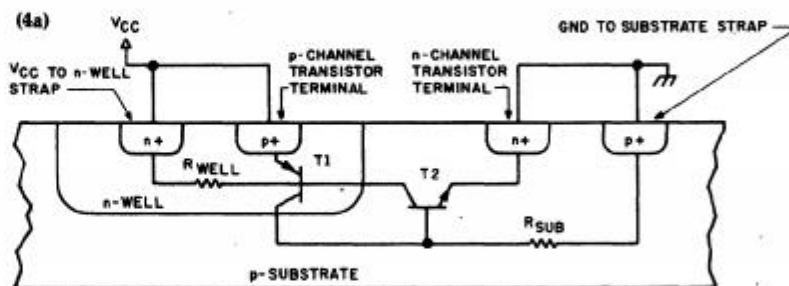 (4a)
VCC
GND TO SUBSTRATE STRAP
VCC TO n-WELL
STRAP
p-CHANNEL
TRANSISTOR
TERMINAL
n-CHANNEL
TRANSISTOR
TERMINAL
n+
p+
n+
p+
RWELL
T1
T2
n-WELL
RSUB
p-SUBSTRATE